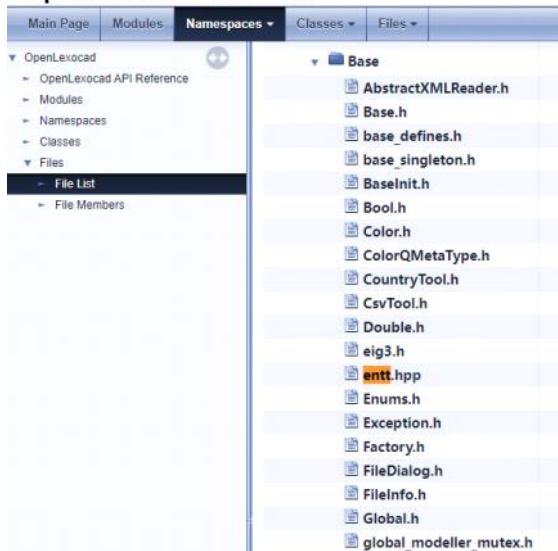 Main Page Modules Namespaces Classes Files
OpenLexocad
OpenLexocad API Reference
Modules
Namespaces
Classes
Files
File List
File Members
Base
AbstractXMLReader.h
Base.h
base_defines.h
base_singleton.h
BaseInit.h
Bool.h
Color.h
ColorQMetaType.h
CountryTool.h
CsvTool.h
Double.h
eig3.h
entt.hpp
Enums.h
Exception.h
Factory.h
FileDialog.h
FileInfo.h
Global.h
global_modeller_mutex.h